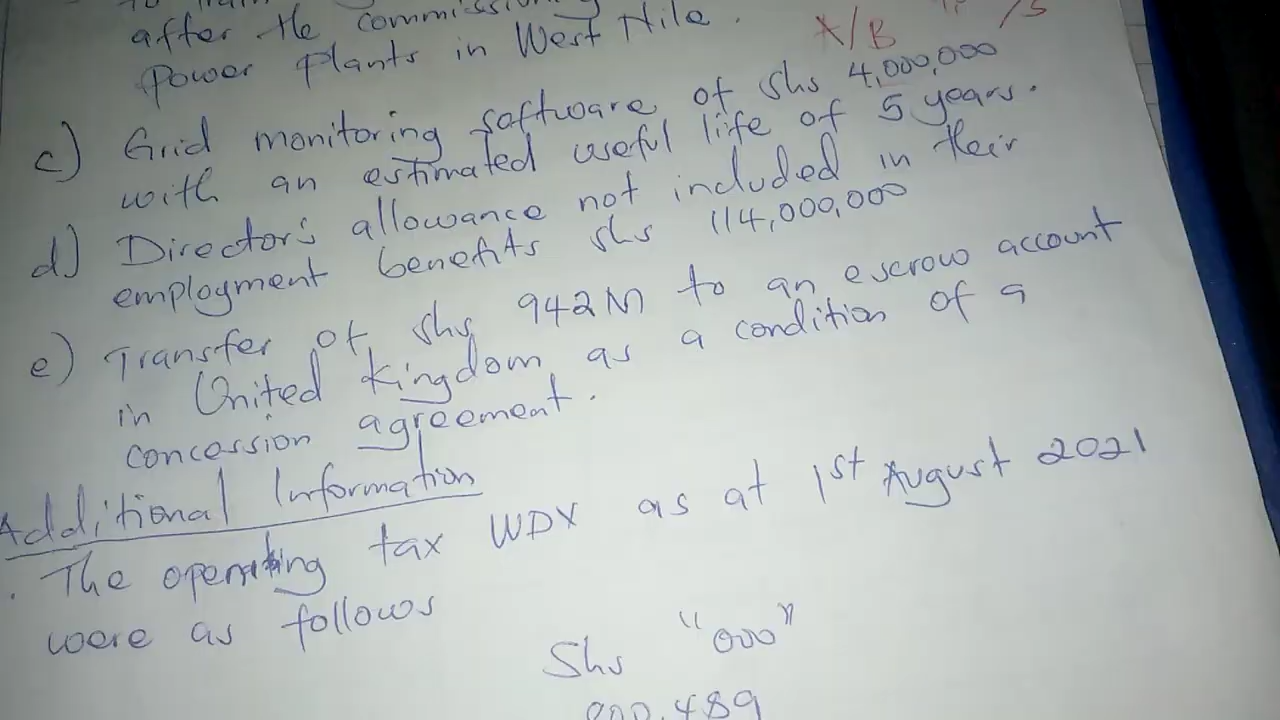 after the commissioning
Power plants in West Nile.
X/B
c) Grid monitoring software of shs 4,000,000
with an estimated useful life of 5 years.
d) Director's allowance not included in their
employment benefits shs 114,000,000
e) Transfer of shs 942M to an escrow account
in United Kingdom as a condition of a
concession agreement.
Additional Information
. The operating tax WDV as at 1st August 2021
were as follows
Shs "000"